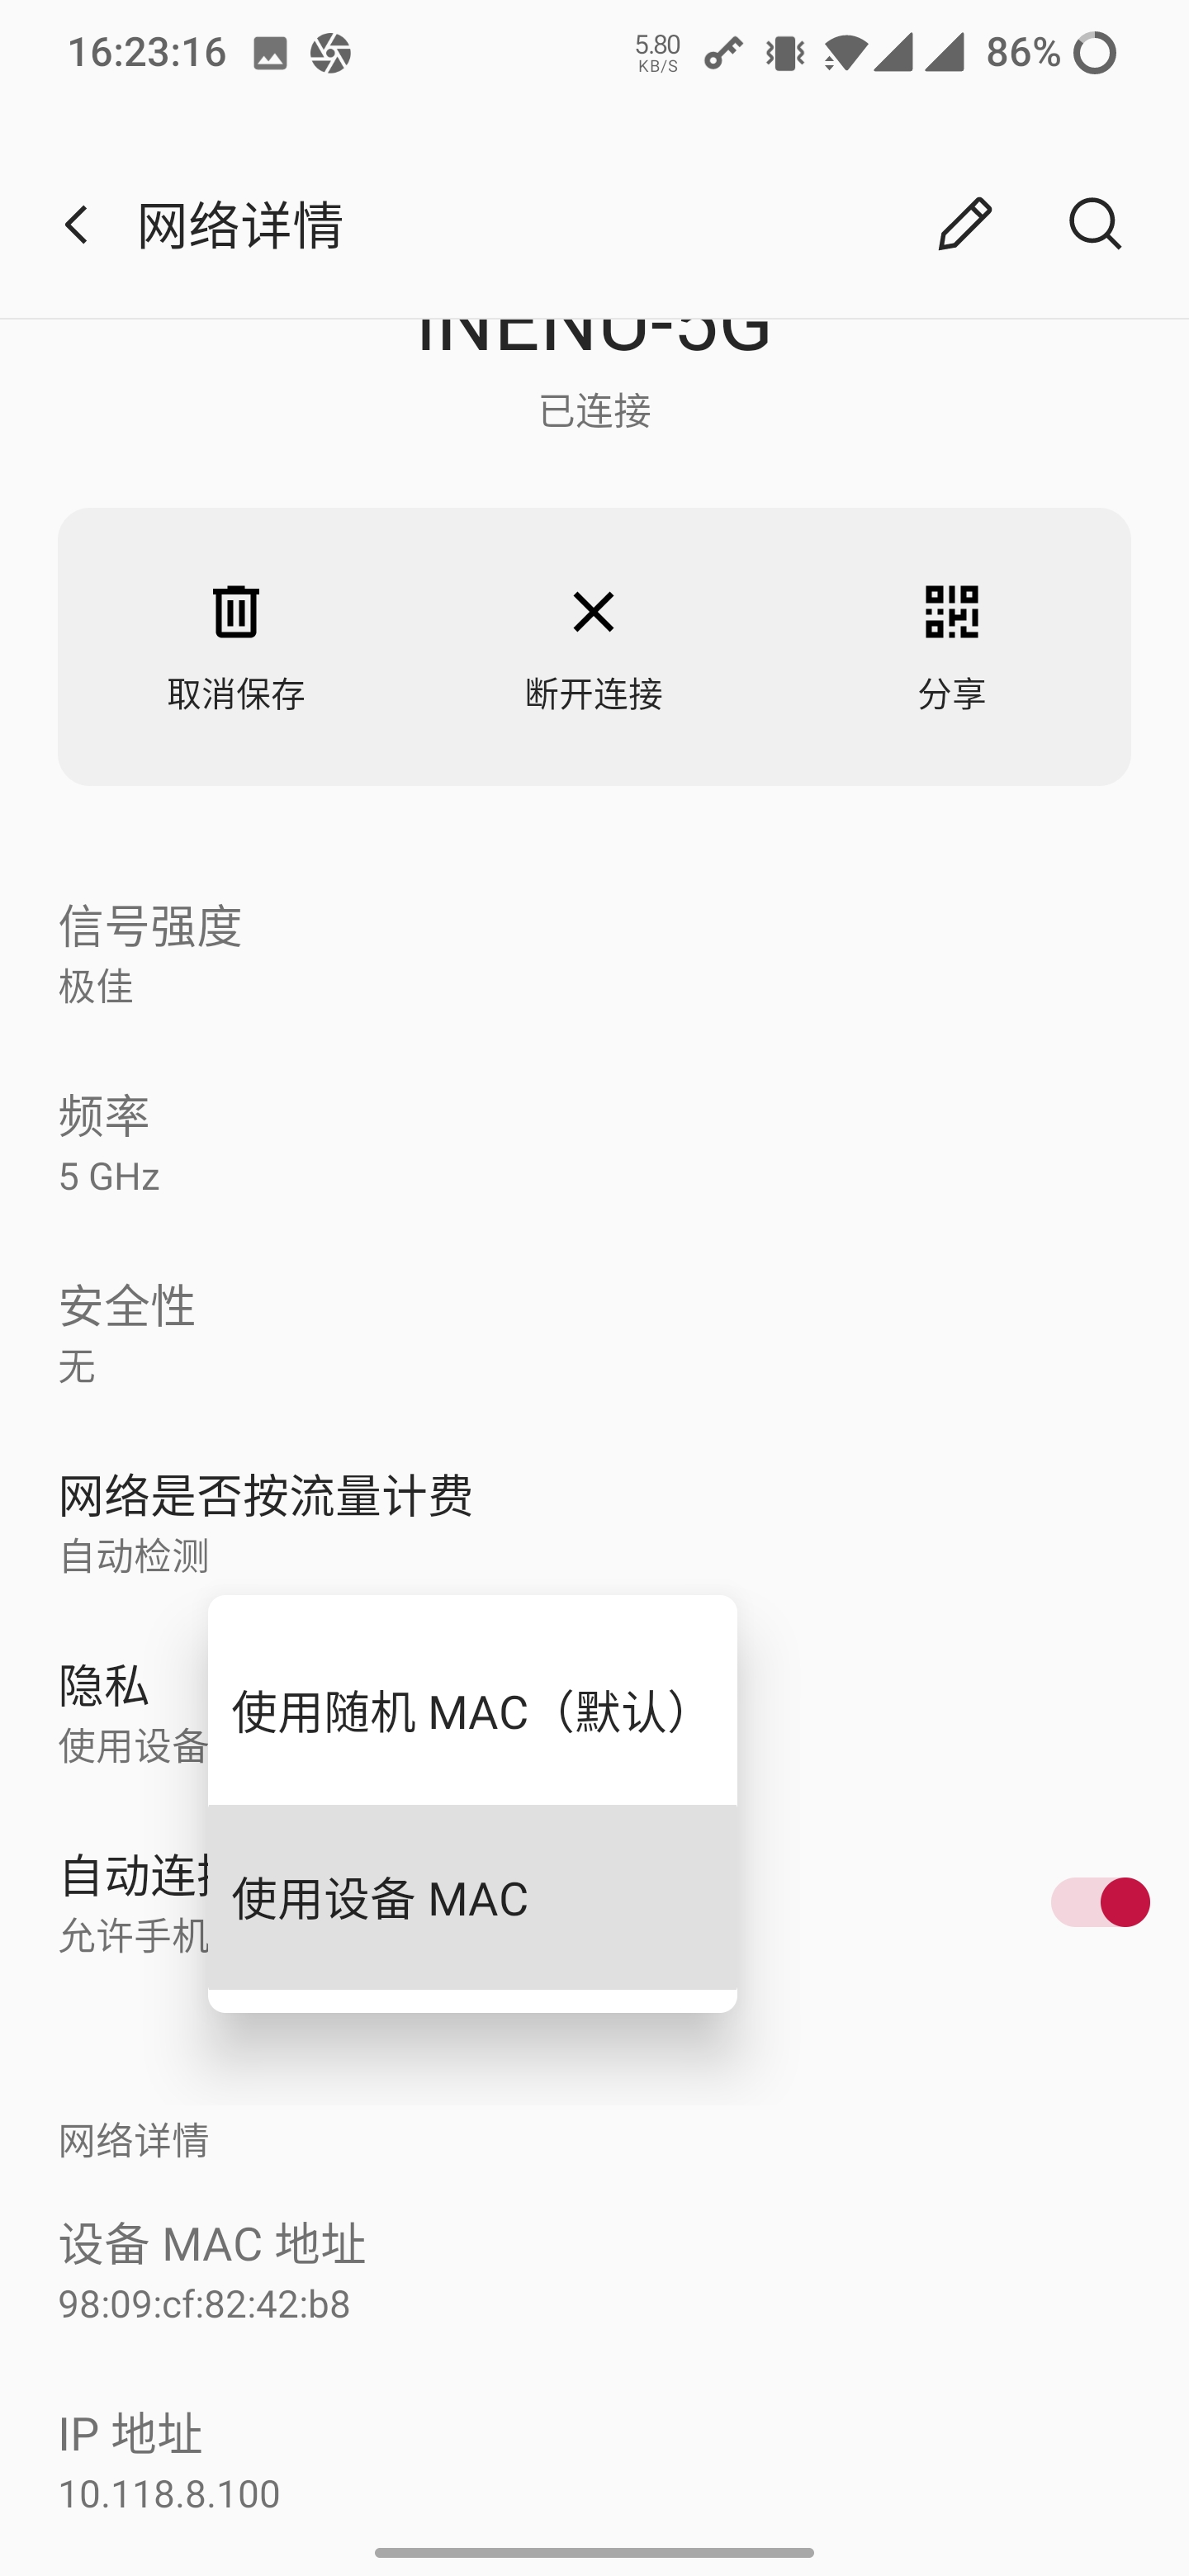 16:23:16
5.80
KB/S
86%
网络详情
INENU-5G
已连接
取消保存
断开连接
分享
信号强度
极佳
频率
5 GHz
安全性
无
网络是否按流量计费
自动检测
隐私
使用设备
使用随机 MAC（默认）
自动连
使用设备 MAC
允许手机
网络详情
设备 MAC 地址
98:09:cf:82:42:b8
IP 地址
10.118.8.100